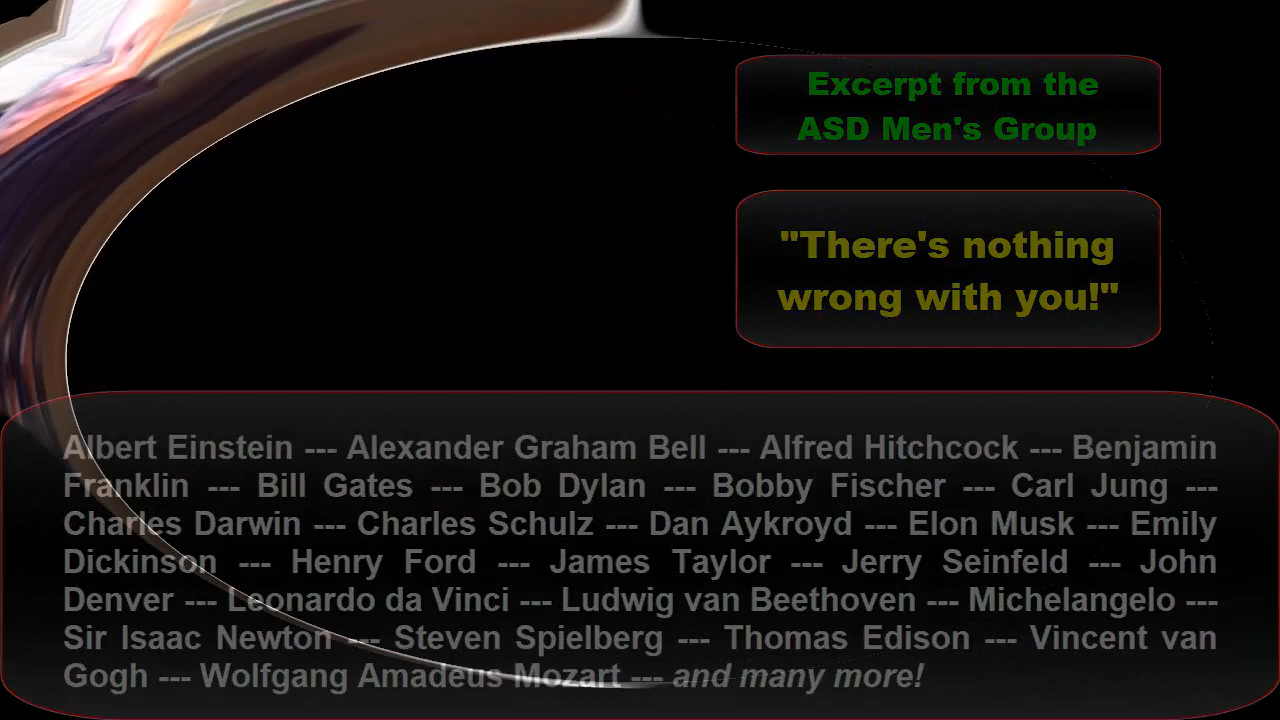 Excerpt from the
ASD Men's Group
"There's nothing
wrong with you!"
Albert Einstein --- Alexander Graham Bell --- Alfred Hitchcock --- Benjamin
Franklin --- Bill Gates --- Bob Dylan --- Bobby Fischer --- Carl Jung ---
Charles Darwin --- Charles Schulz --- Dan Aykroyd --- Elon Musk --- Emily
Dickinson --- Henry Ford --- James Taylor --- Jerry Seinfeld --- John
Denver --- Leonardo da Vinci --- Ludwig van Beethoven --- Michelangelo ---
Sir Isaac Newton --- Steven Spielberg --- Thomas Edison --- Vincent van
Gogh --- Wolfgang Amadeus Mozart --- and many more!